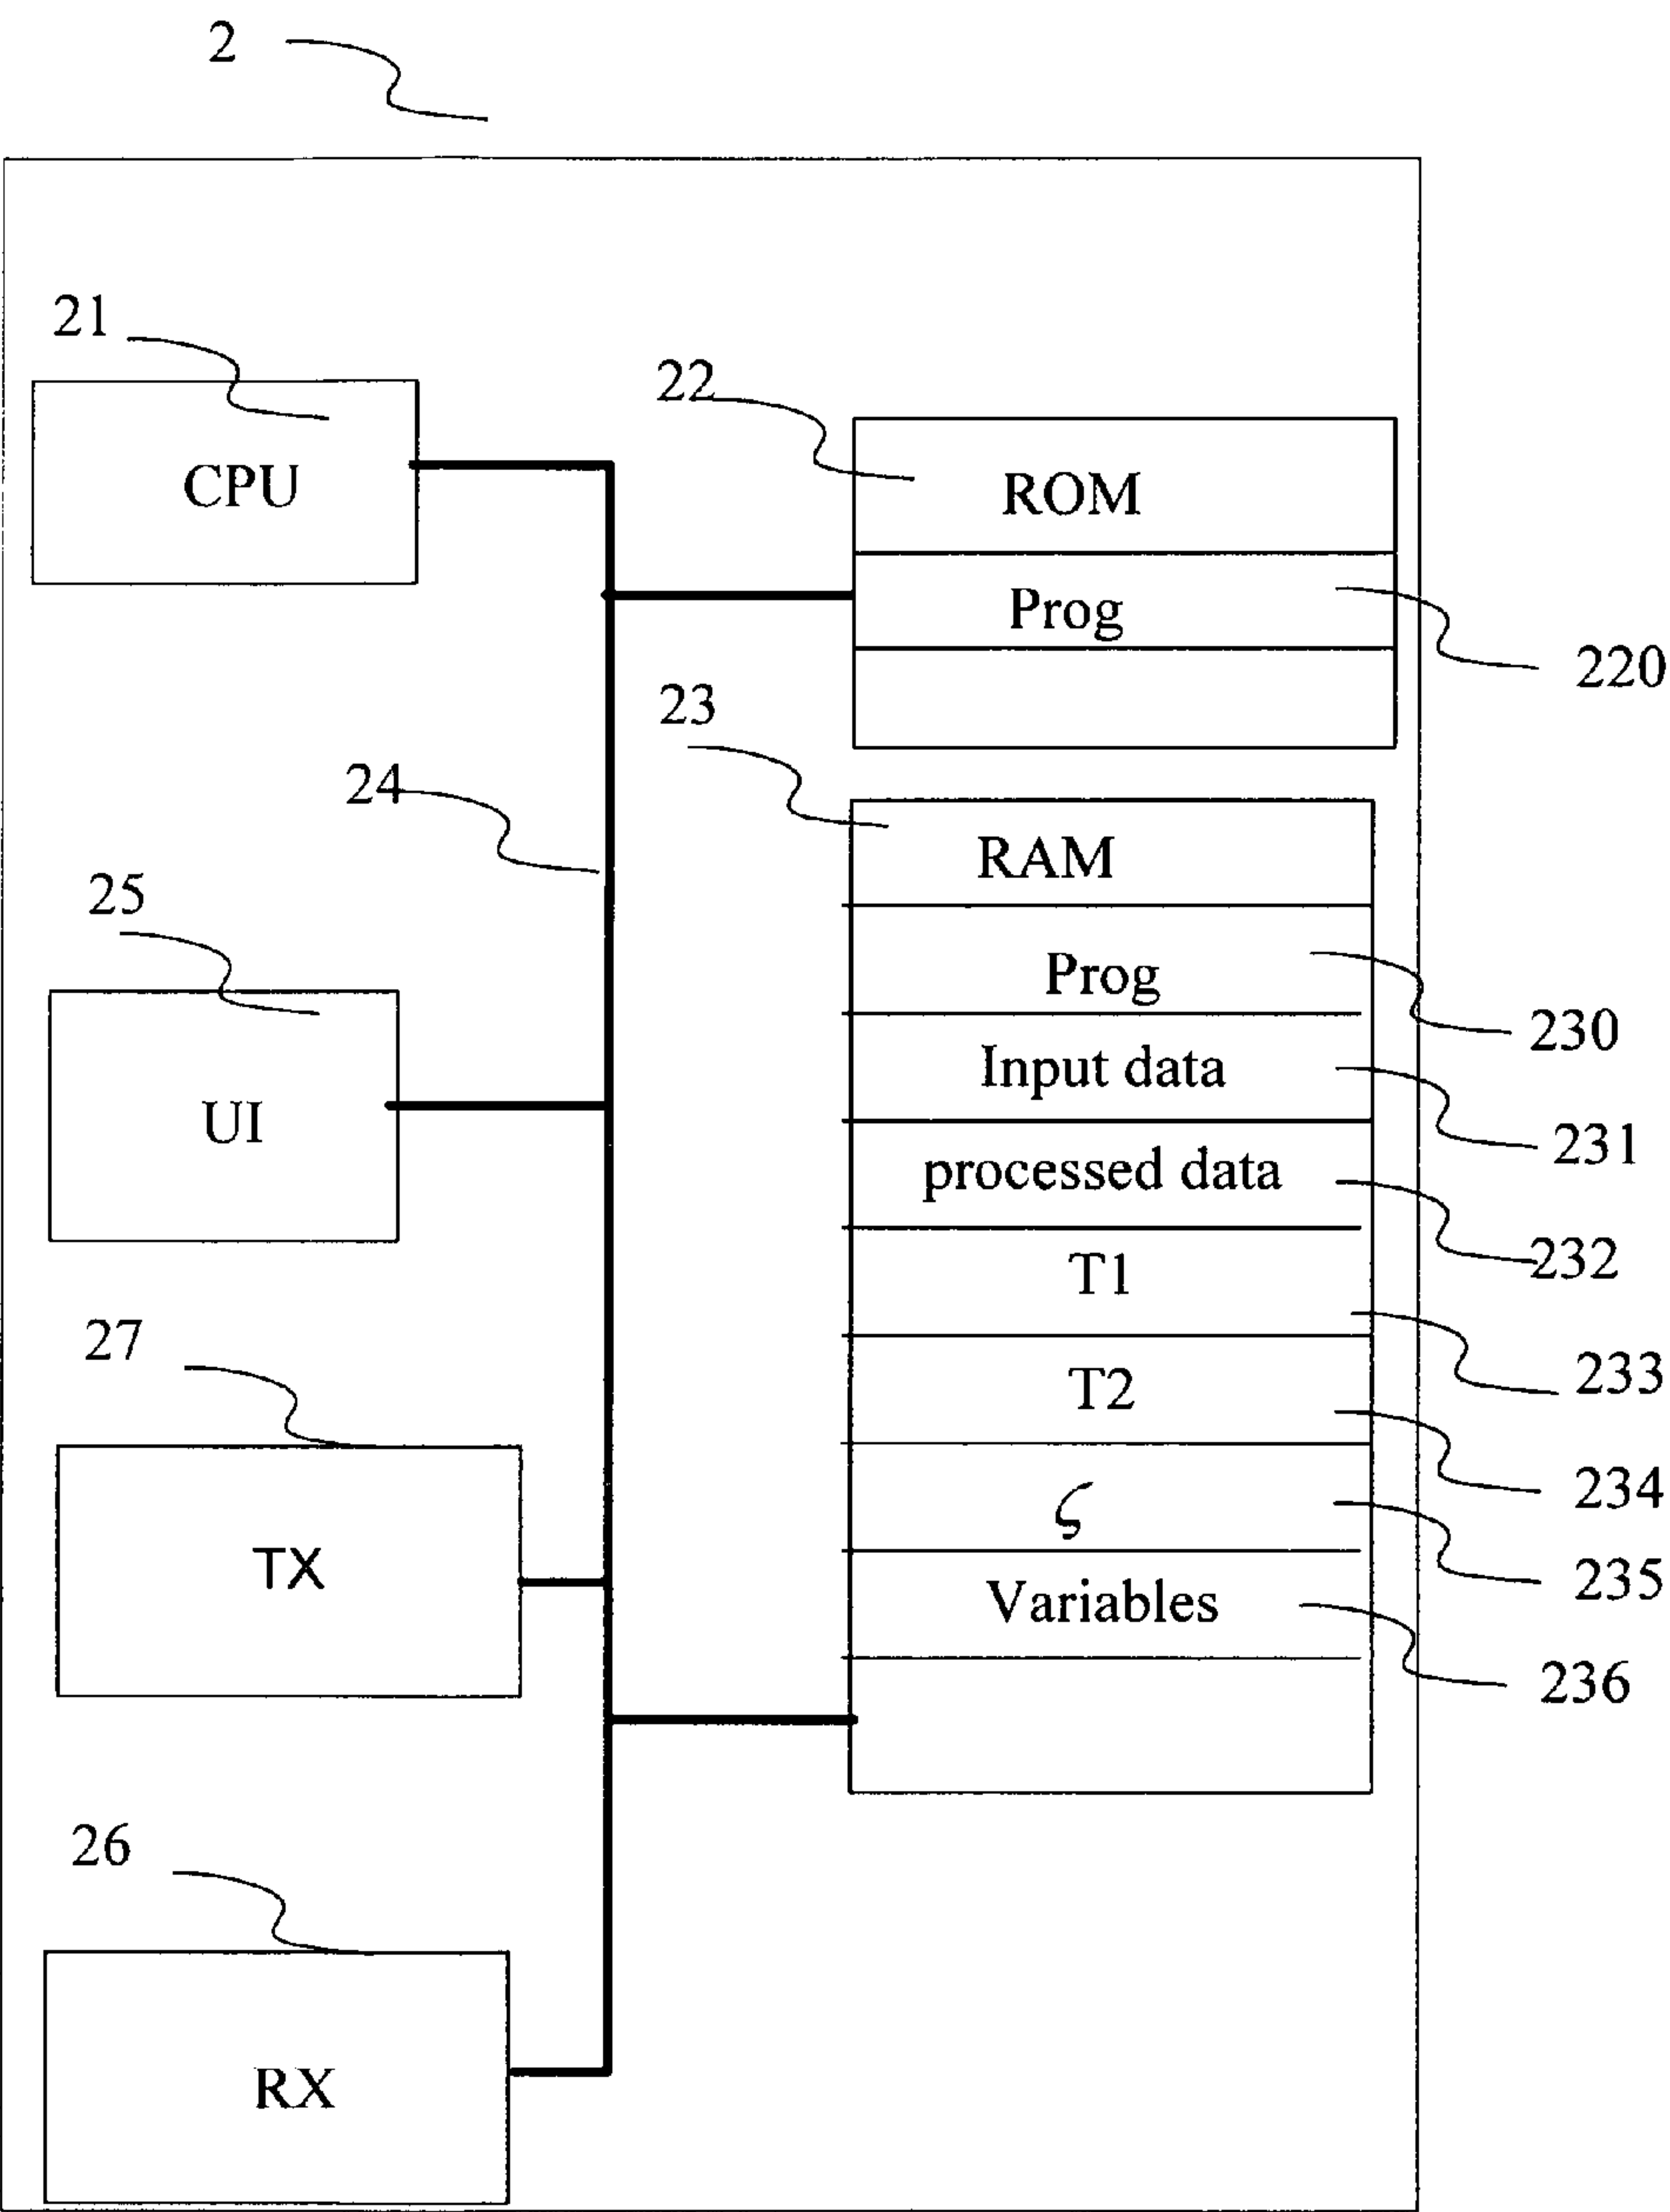 2
21
CPU
22
ROM
Prog
220
23
24
RAM
25
Prog
230
Input data
231
UI
processed data
232
T1
27
233
T2
234
TX
ζ
235
Variables
236
26
RX